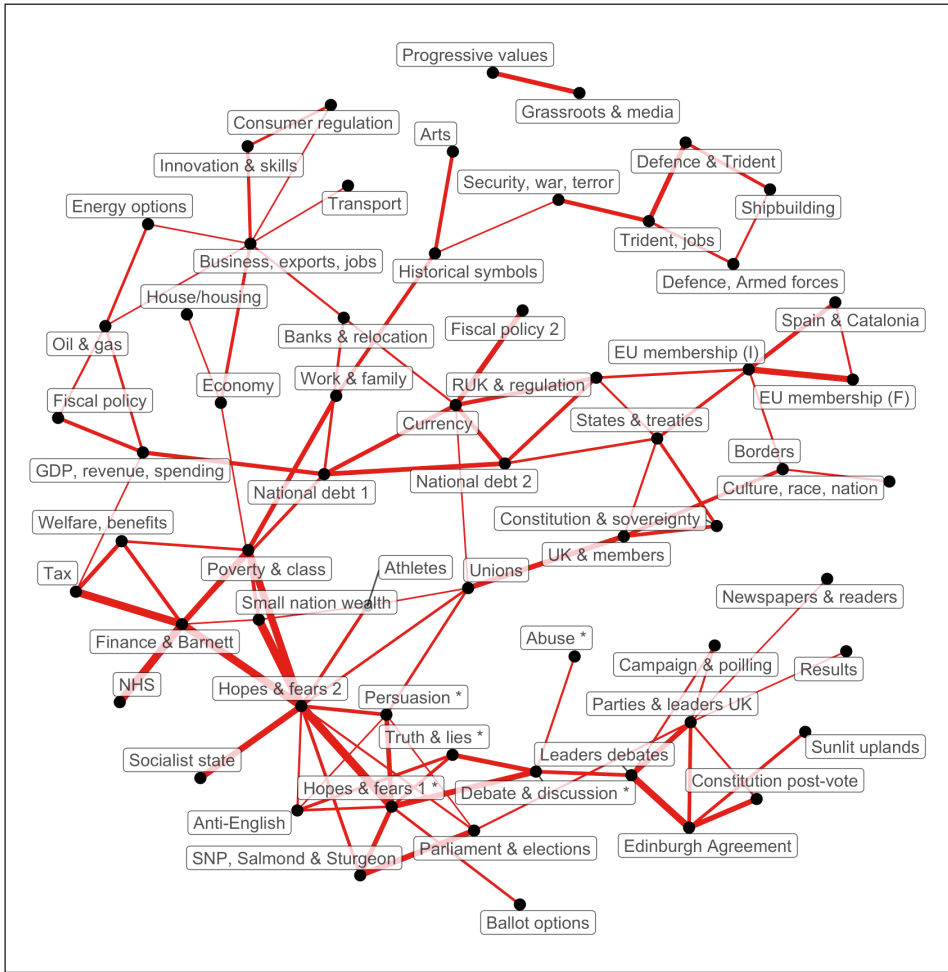 Progressive values
Grassroots & media
Consumer regulation
Arts
Innovation & skills
Defence & Trident
Security, war, terror
Transport
Energy options
Shipbuilding
Trident, jobs
Business, exports, jobs
Historical symbols
Defence, Armed forces
House/housing
Spain & Catalonia
Fiscal policy 2
Banks & relocation
Oil & gas
EU membership (I)
Work & family
RUK & regulation
Economy
EU membership (F)
Fiscal policy
Currency
States & treaties
GDP, revenue, spending
Borders
National debt 1
National debt 2
Culture, race, nation
Welfare, benefits
Constitution & sovereignty
UK & members
Tax
Poverty & class
Athletes
Unions
Newspapers & readers
Small nation wealth
Finance & Barnett
Abuse *
Campaign & poilling
Results
NHS
Hopes & fears 2
Persuasion *
Parties & leaders UK
Truth & lies *
Sunlit uplands
Socialist state
Leaders debates
Hopes & fears 1 *
Debate & discussion *
Constitution post-vote
Anti-English
Edinburgh Agreement
SNP, Salmond & Sturgeon
Parliament & elections
Ballot options